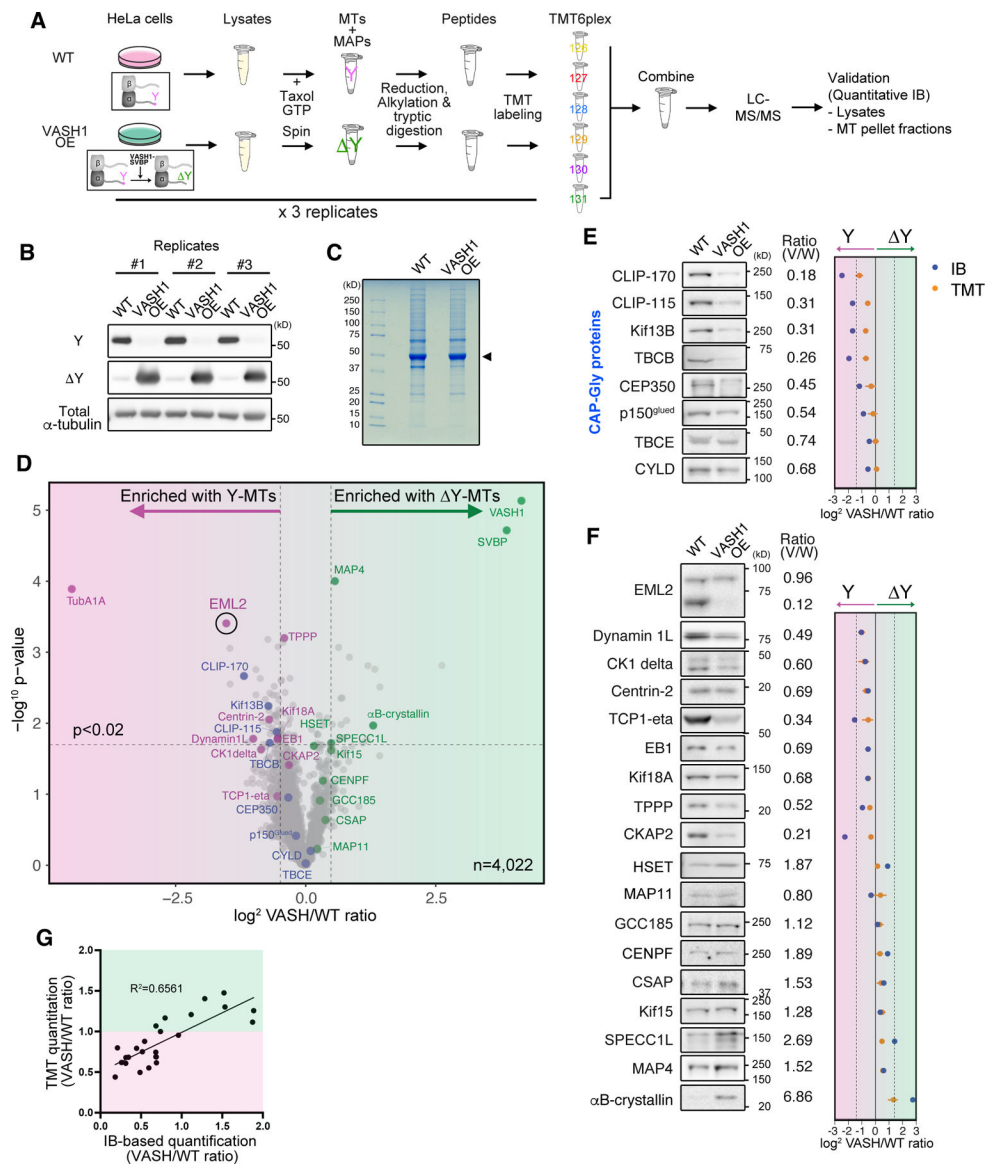 A
HeLa cells
Lysates
MTs
+
MAPs
Peptides
TMT6plex
WT
β
α
Y
+
Taxol
GTP
Spin
Y
Reduction,
Alkylation &
tryptic
digestion
TMT
labeling
126
127
128
129
130
131
Combine
LC-
MS/MS
Validation
(Quantitative IB)
- Lysates
- MT pellet fractions
VASH1
OE
VASH1-
SVBP
β
α
Y
β
α
ΔY
ΔY
x 3 replicates
B
Replicates
#1 #2 #3
WT VASH1 OE WT VASH1 OE WT VASH1 OE
(kD)
Y
50
ΔY
50
Total
α-tubulin
50
C
WT VASH1 OE
(kD)
250
150
100
75
50
37
25
20
15
10
D
Enriched with Y-MTs
Enriched with ΔY-MTs
VASH1
SVBP
MAP4
TubA1A
EML2
TPPP
CLIP-170
Kif13B
Centrin-2
Kif18A
HSET
αB-crystallin
CLIP-115
Dynamin1L
EB1
SPECC1L
CK1delta
CKAP2
Kif15
TBCB
CENPF
TCP1-eta
GCC185
CEP350
CSAP
p150Glued
MAP11
CYLD
TBCE
p<0.02
n=4,022
−log10 p-value
5
4
3
2
1
0
−2.5 0.0 2.5
log2 VASH/WT ratio
E
CAP-Gly proteins
WT VASH1 OE
(kD)
Ratio
(V/W)
Y ΔY
IB
TMT
CLIP-170 250 0.18
CLIP-115 150 0.31
Kif13B 250 0.31
TBCB 75 0.26
CEP350 250 0.45
p150glued 250 150 0.54
TBCE 50 0.74
CYLD 150 100 0.68
-3 -2 -1 0 1 2 3
log2 VASH/WT ratio
F
WT VASH1 OE
(kD)
Ratio
(V/W)
Y ΔY
EML2 100 75 0.96
0.12
Dynamin 1L 75 0.49
CK1 delta 50 0.60
Centrin-2 20 0.69
TCP1-eta 75 50 0.34
EB1 50 0.69
Kif18A 150 0.68
TPPP 20 0.52
CKAP2 100 75 0.21
HSET 75 1.87
MAP11 50 0.80
GCC185 250 1.12
CENPF 250 1.89
CSAP 37 1.53
Kif15 250 150 1.28
SPECC1L 150 2.69
MAP4 250 150 1.52
αB-crystallin 20 6.86
-3 -2 -1 0 1 2 3
log2 VASH/WT ratio
G
R2=0.6561
TMT quantitation
(VASH/WT ratio)
2.0
1.5
1.0
0.5
0.0
0.0 0.5 1.0 1.5 2.0
IB-based quantification
(VASH/WT ratio)